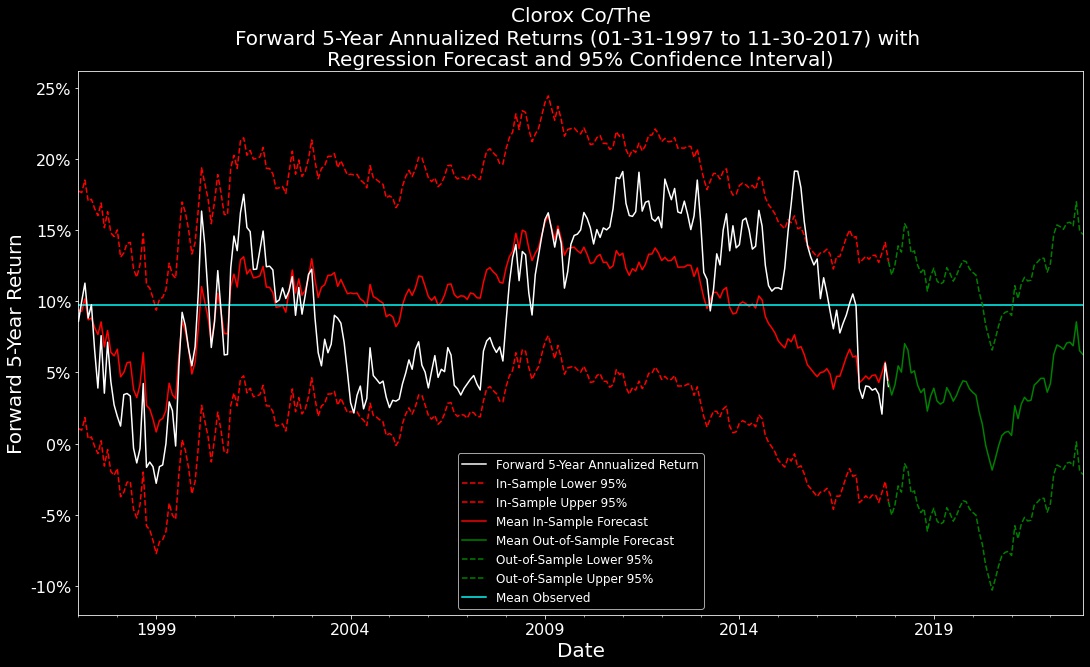 Clorox Co/The
Forward 5-Year Annualized Returns (01-31-1997 to 11-30-2017) with
Regression Forecast and 95% Confidence Interval)
Forward 5-Year Return
25%
20%
15%
10%
5%
0%
-5%
-10%
Forward 5-Year Annualized Return
In-Sample Lower 95%
In-Sample Upper 95%
Mean In-Sample Forecast
Mean Out-of-Sample Forecast
Out-of-Sample Lower 95%
Out-of-Sample Upper 95%
Mean Observed
1999 2004 2009 2014 2019
Date